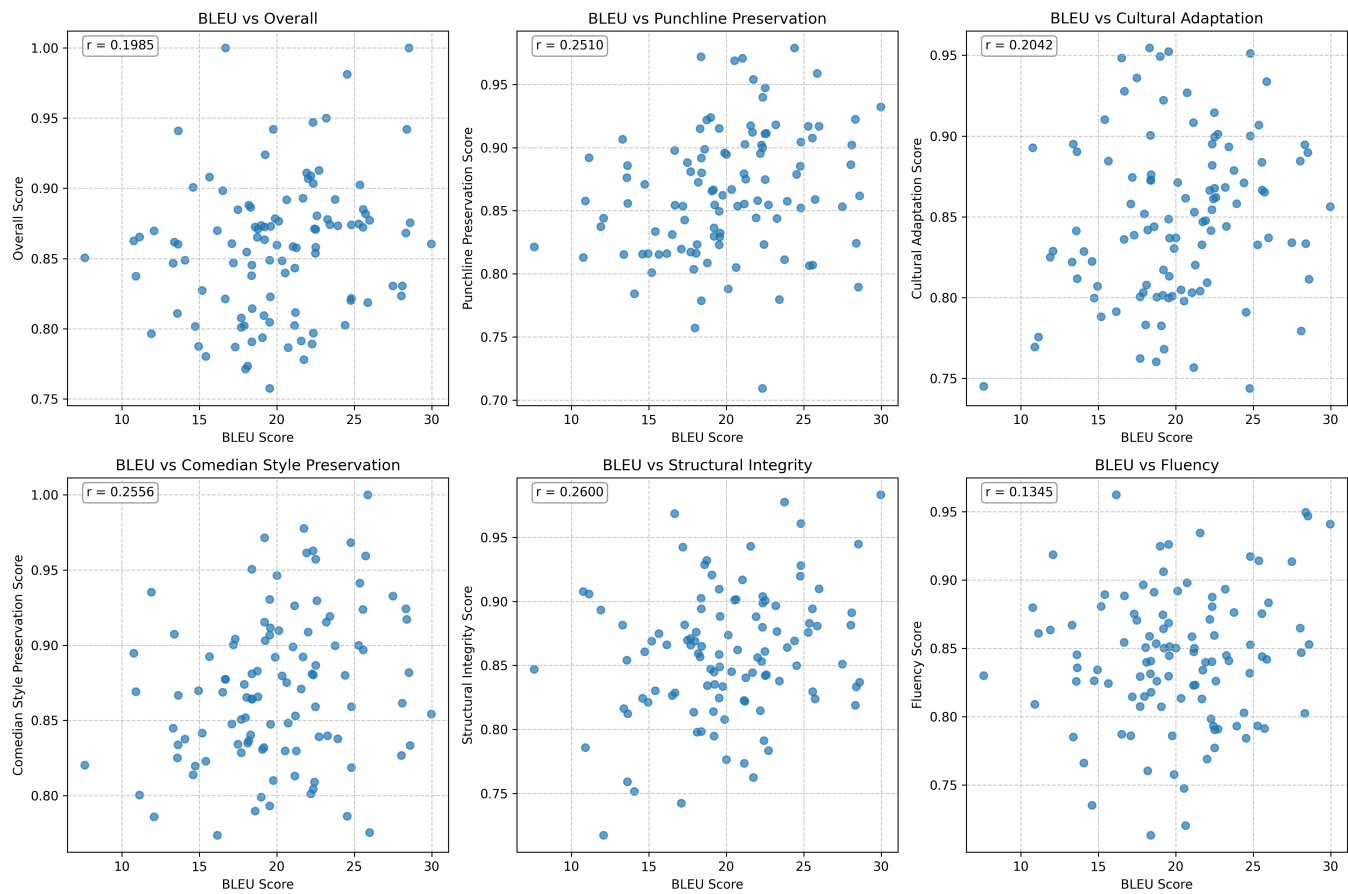 BLEU vs Overall
r = 0.1985
1.00
0.95
0.90
0.85
0.80
0.75
Overall Score
10 15 20 25 30
BLEU Score
BLEU vs Punchline Preservation
r = 0.2510
0.95
0.90
0.85
0.80
0.75
0.70
Punchline Preservation Score
10 15 20 25 30
BLEU Score
BLEU vs Cultural Adaptation
r = 0.2042
0.95
0.90
0.85
0.80
0.75
Cultural Adaptation Score
10 15 20 25 30
BLEU Score
BLEU vs Comedian Style Preservation
r = 0.2556
1.00
0.95
0.90
0.85
0.80
Comedian Style Preservation Score
10 15 20 25 30
BLEU Score
BLEU vs Structural Integrity
r = 0.2600
0.95
0.90
0.85
0.80
0.75
Structural Integrity Score
10 15 20 25 30
BLEU Score
BLEU vs Fluency
r = 0.1345
0.95
0.90
0.85
0.80
0.75
Fluency Score
10 15 20 25 30
BLEU Score